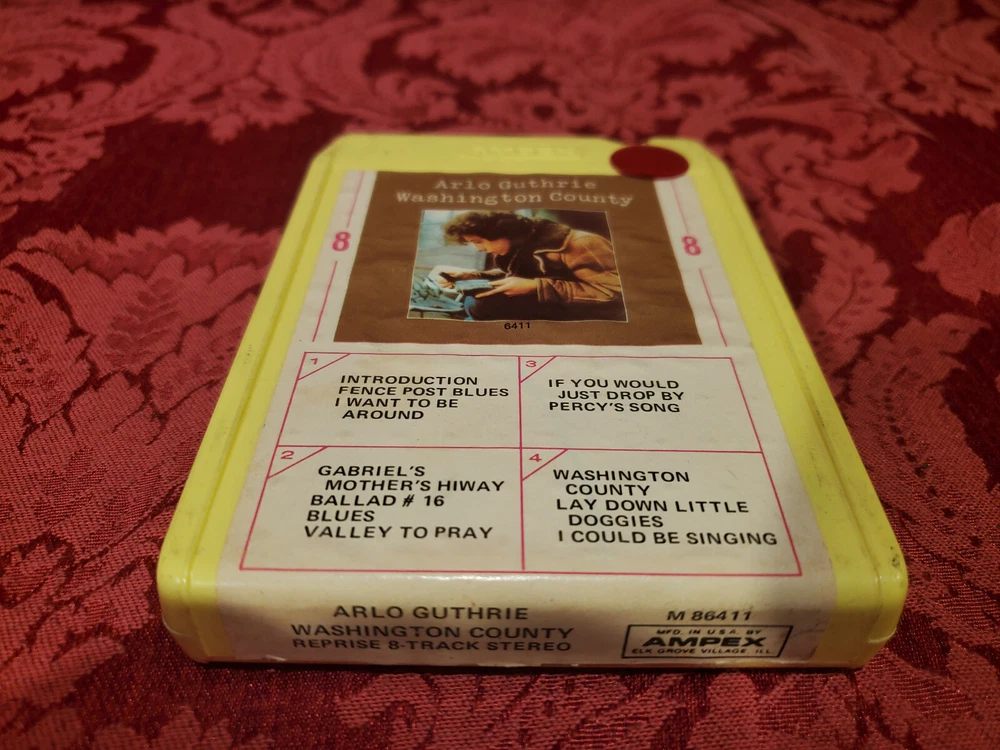 Arlo Guthrie
Washington County
8
8
6411
1
INTRODUCTION
FENCE POST BLUES
I WANT TO BE
AROUND
2
GABRIEL'S
MOTHER'S HIWAY
BALLAD # 16
BLUES
VALLEY TO PRAY
3
IF YOU WOULD
JUST DROP BY
PERCY'S SONG
4
WASHINGTON
COUNTY
LAY DOWN LITTLE
DOGGIES
I COULD BE SINGING
ARLO GUTHRIE
WASHINGTON COUNTY
REPRISE 8-TRACK STEREO
M 86411
MFD. IN U.S.A. BY
AMPEX
ELK GROVE VILLAGE, ILL.